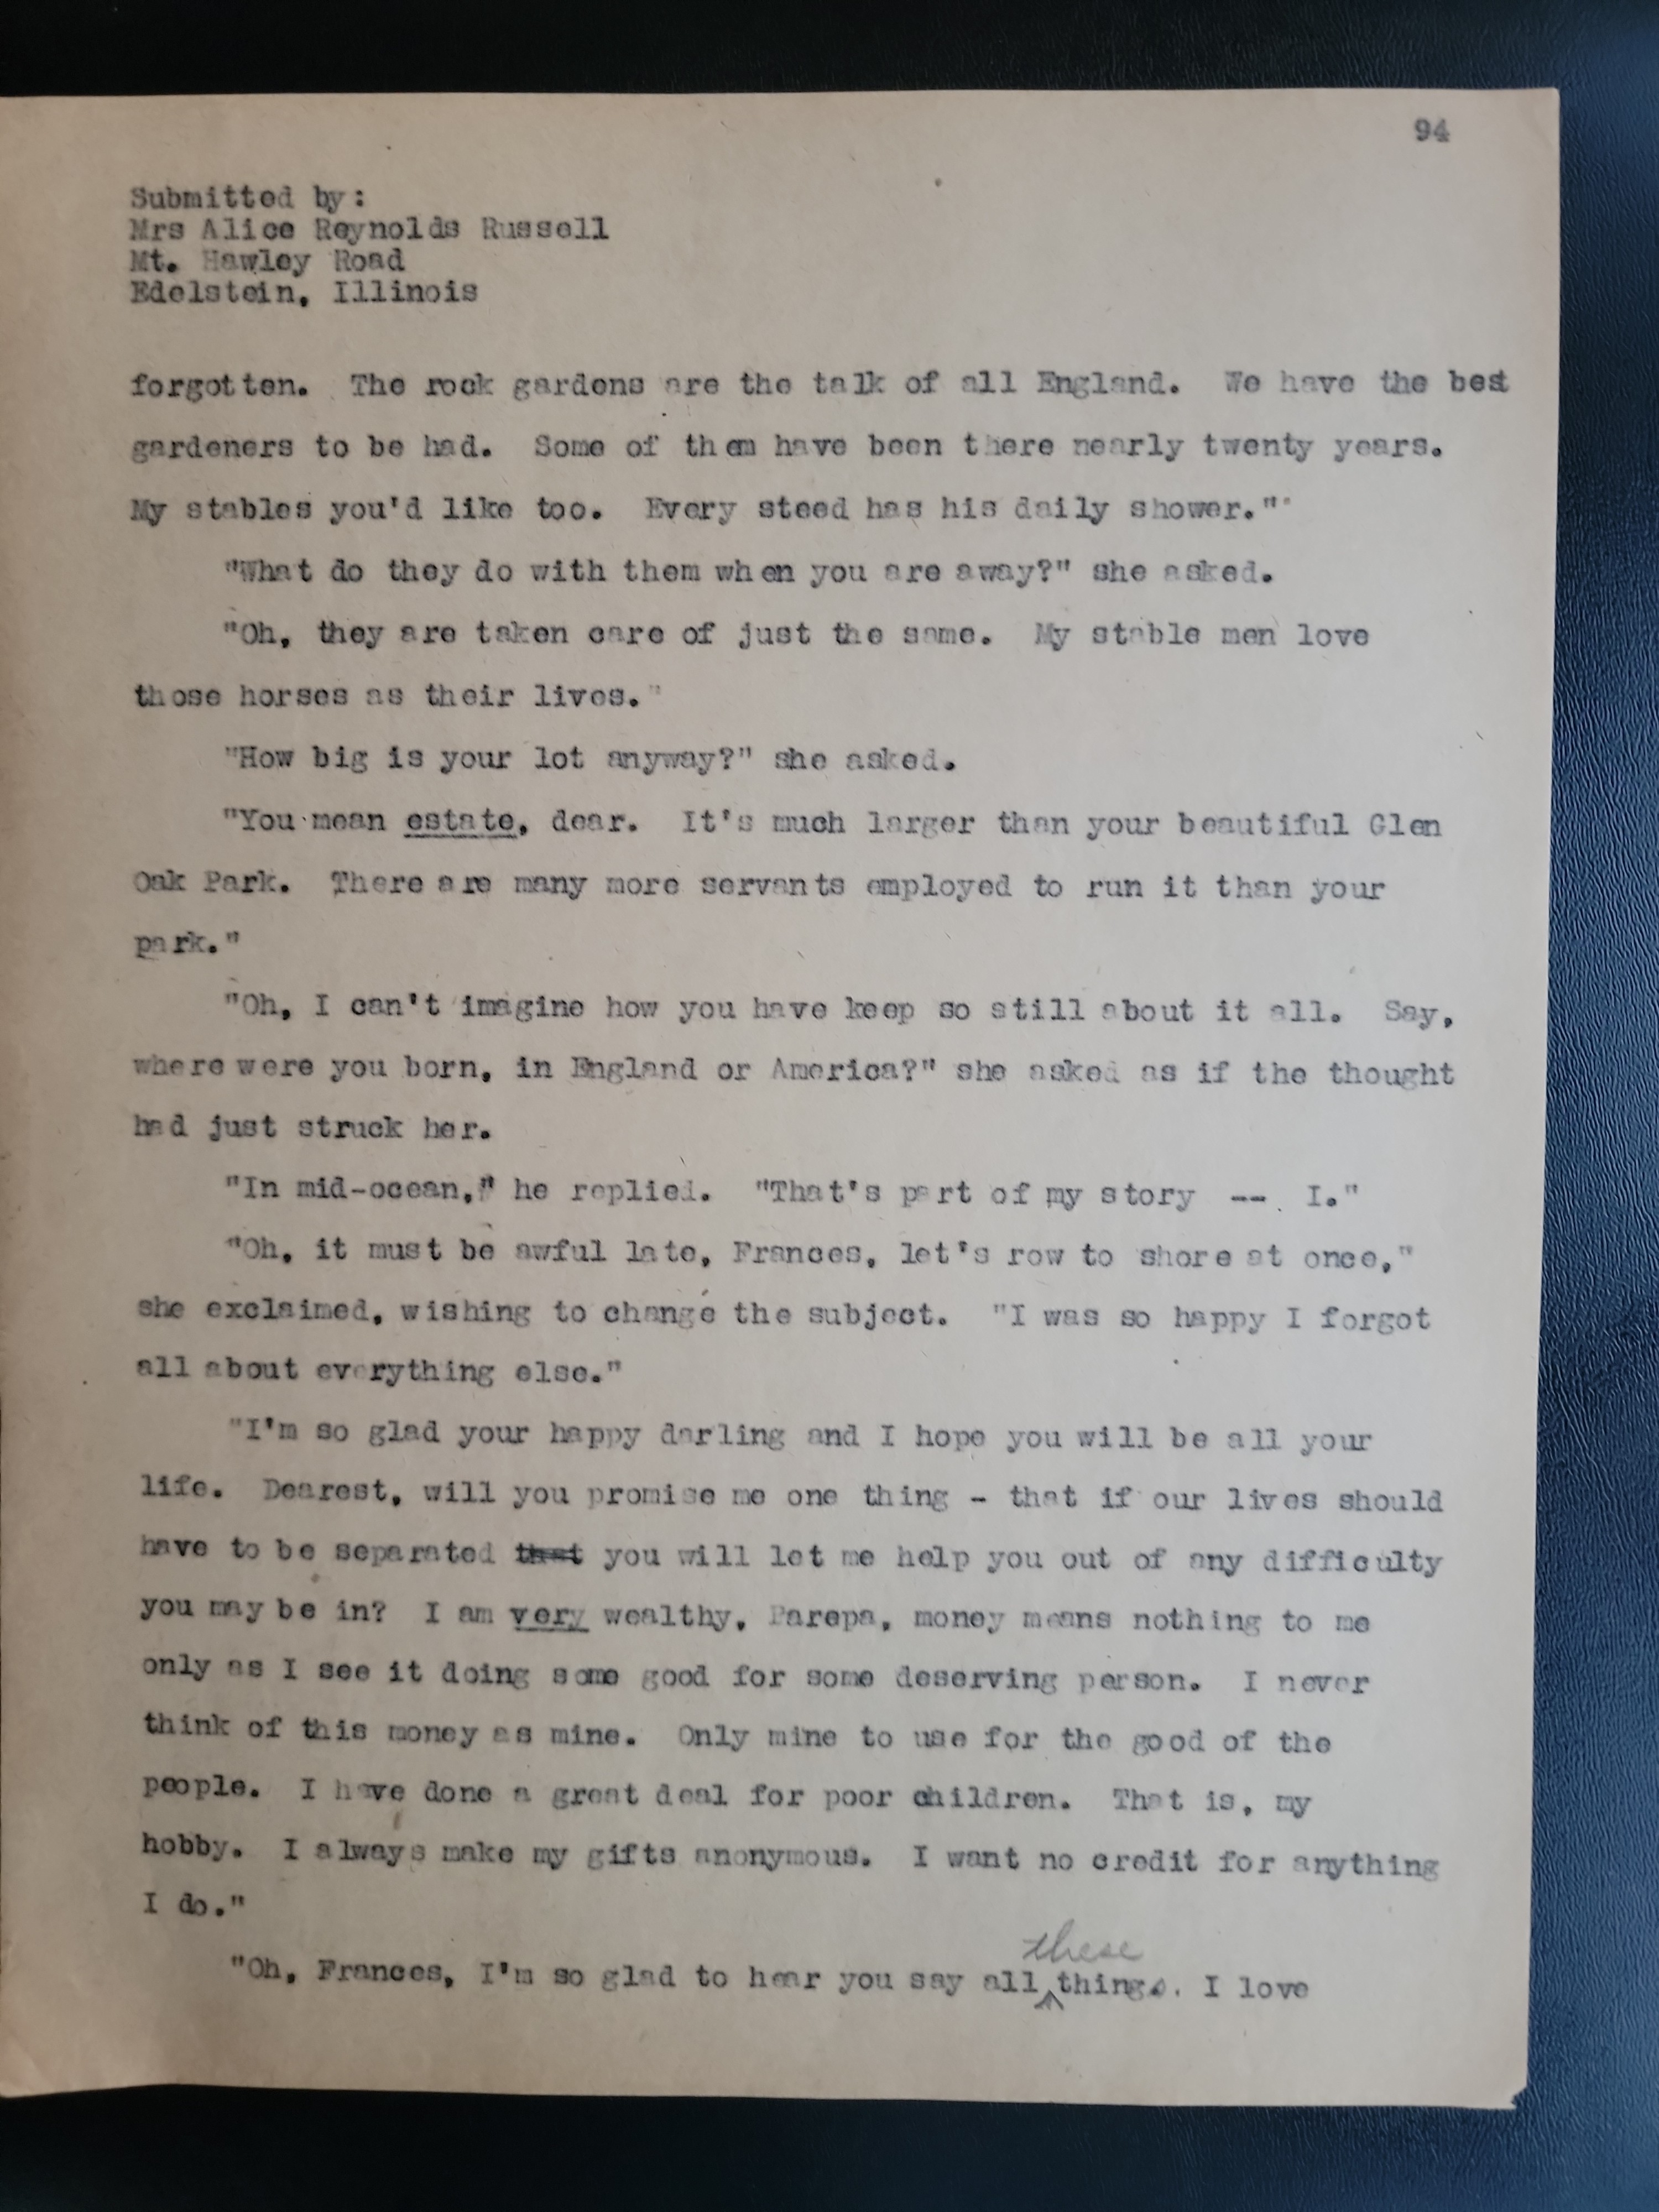 94
Submitted by:
Mrs Alice Reynolds Russell
Mt. Hawley Road
Edelstein, Illinois
forgotten. The rock gardens are the talk of all England. We have the best
gardeners to be had. Some of them have been there nearly twenty years.
My stables you'd like too. Every steed has his daily shower."
"What do they do with them when you are away?" she asked.
"Oh, they are taken care of just the same. My stable men love
those horses as their lives."
"How big is your lot anyway?" she asked.
"You mean estate, dear. It's much larger than your beautiful Glen
Oak Park. There are many more servants employed to run it than your
park."
"Oh, I can't imagine how you have keep so still about it all. Say,
where were you born, in England or America?" she asked as if the thought
had just struck her.
"In mid-ocean," he replied. "That's part of my story -- I."
"Oh, it must be awful late, Frances, let's row to shore at once,"
she exclaimed, wishing to change the subject. "I was so happy I forgot
all about everything else."
"I'm so glad your happy darling and I hope you will be all your
life. Dearest, will you promise me one thing - that if our lives should
have to be separated that you will let me help you out of any difficulty
you may be in? I am very wealthy, Parepa, money means nothing to me
only as I see it doing some good for some deserving person. I never
think of this money as mine. Only mine to use for the good of the
people. I have done a great deal for poor children. That is, my
hobby. I always make my gifts anonymous. I want no credit for anything
I do."
"Oh, Frances, I'm so glad to hear you say all these things. I love